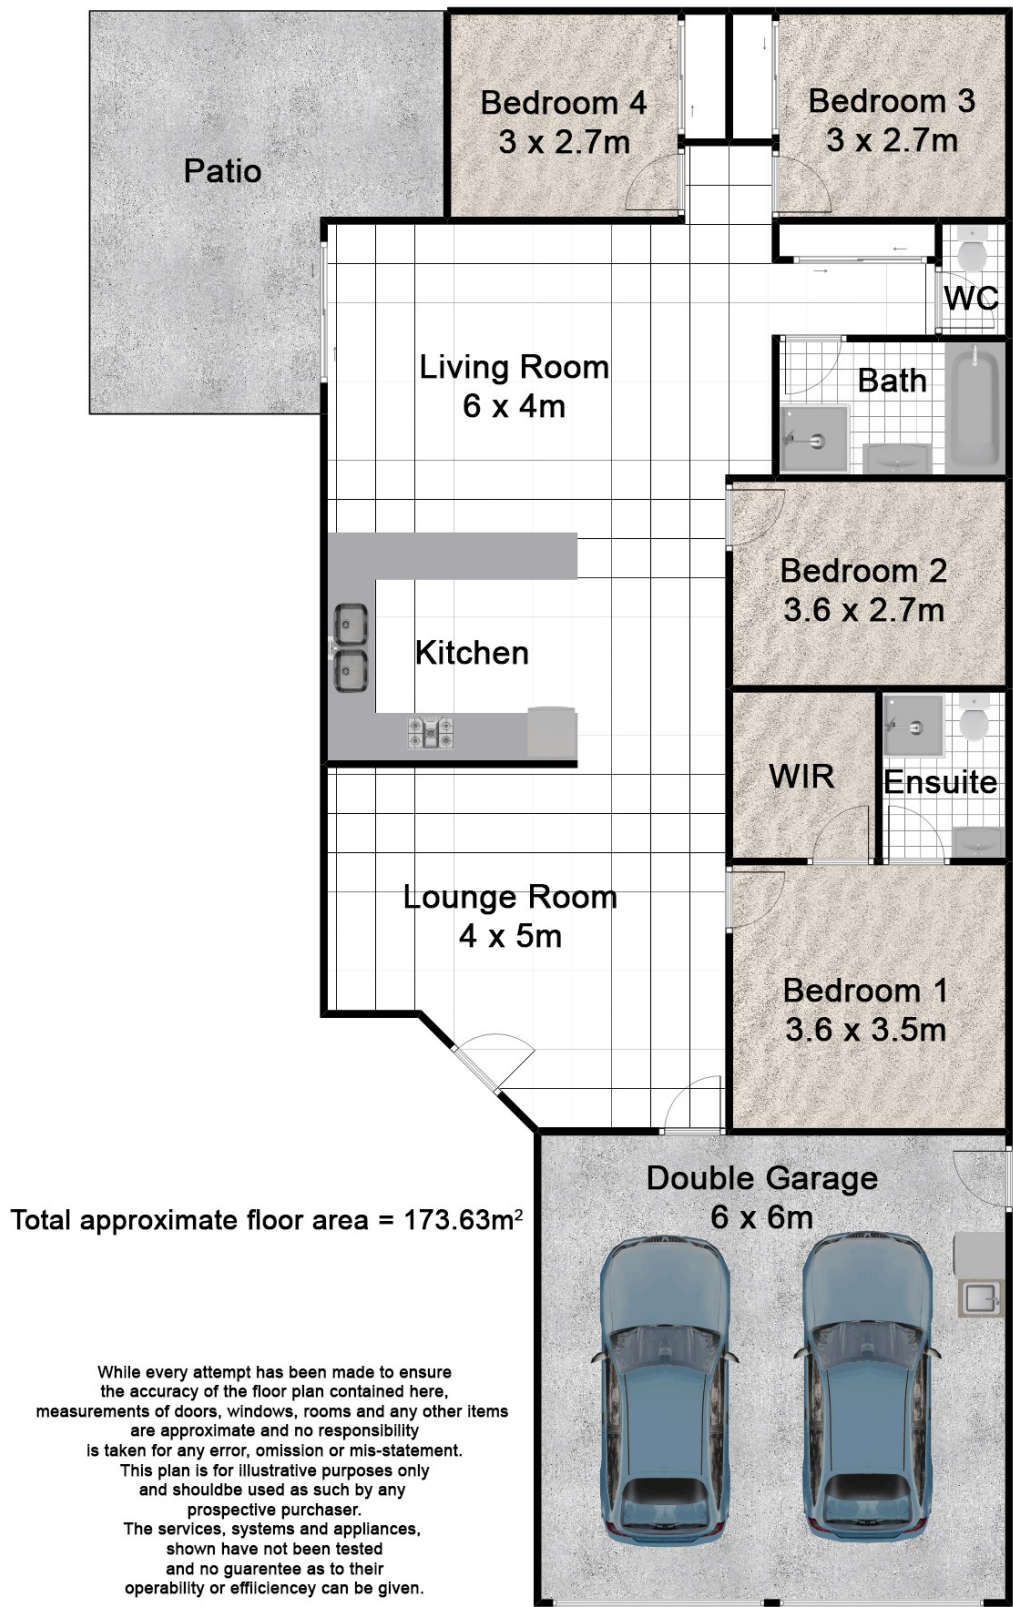 Bedroom 4
3 x 2.7m
Bedroom 3
3 x 2.7m
Patio
WC
Living Room
6 x 4m
Bath
Bedroom 2
3.6 x 2.7m
Kitchen
WIR
Ensuite
Lounge Room
4 x 5m
Bedroom 1
3.6 x 3.5m
Double Garage
6 x 6m
Total approximate floor area = 173.63m²
While every attempt has been made to ensure
the accuracy of the floor plan contained here,
measurements of doors, windows, rooms and any other items
are approximate and no responsibility
is taken for any error, omission or mis-statement.
This plan is for illustrative purposes only
and shouldbe used as such by any
prospective purchaser.
The services, systems and appliances,
shown have not been tested
and no guarentee as to their
operability or effiiciencey can be given.